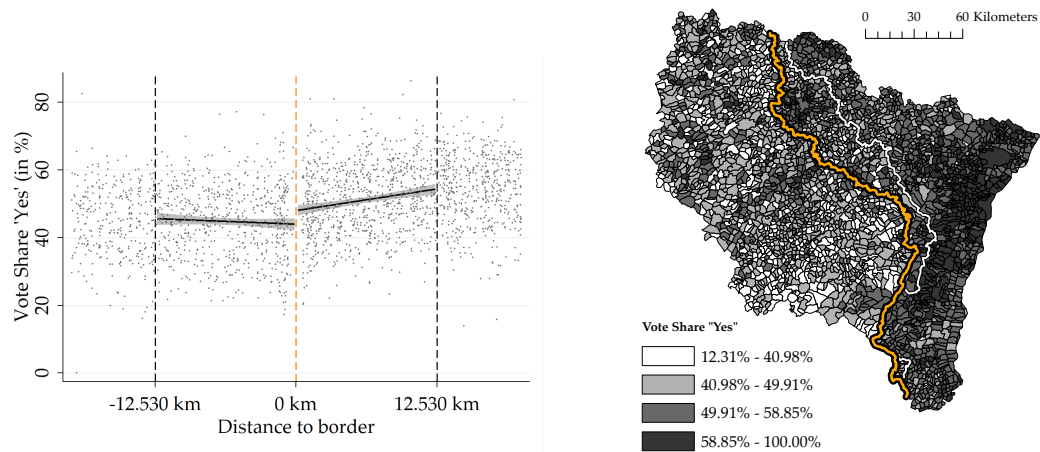 Vote Share 'Yes' (in %)
80
60
40
20
0
-12.530 km
0 km
12.530 km
Distance to border
0
30
60 Kilometers
Vote Share "Yes"
12.31% - 40.98%
40.98% - 49.91%
49.91% - 58.85%
58.85% - 100.00%